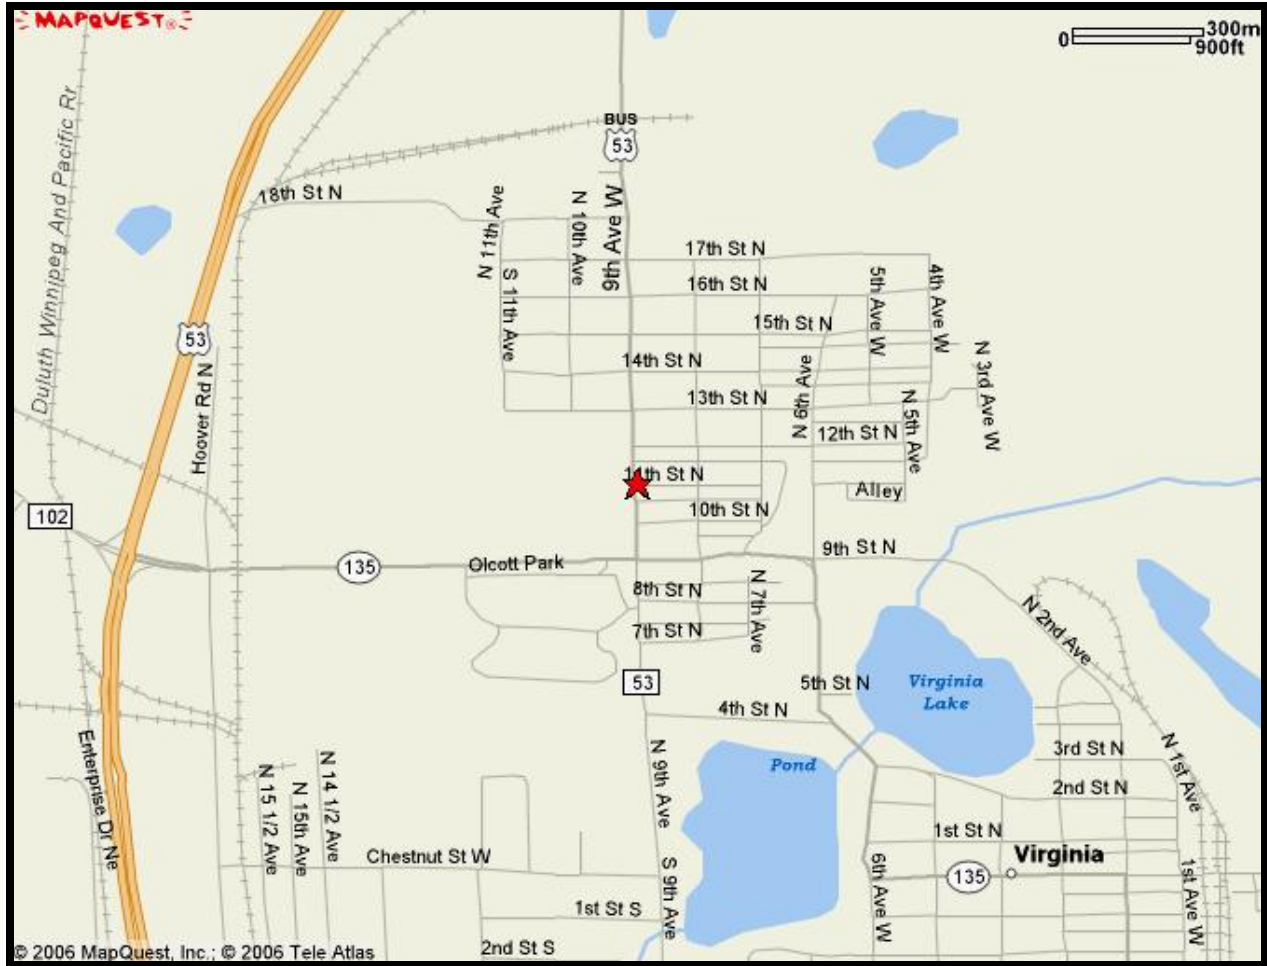 MAPQUEST®
0 300m
900ft
Duluth Winnipeg And Pacific Rr
BUS
53
18th St N
N 11th Ave
N 10th Ave
9th Ave W
17th St N
S 11th Ave
16th St N
5th Ave W
4th Ave W
15th St N
53
14th St N
N 3rd Ave W
Hoover Rd N
N 6th Ave
13th St N
N 5th Ave
12th St N
11th St N
Alley
102
10th St N
9th St N
135
Olcott Park
8th St N
N 7th Ave
N 2nd Ave
7th St N
53
5th St N
Virginia
Lake
4th St N
Enterprise Dr Ne
N 9th Ave
Pond
3rd St N
N 1st Ave
N 15 1/2 Ave
N 15th Ave
N 14 1/2 Ave
2nd St N
1st St N
Chestnut St W
Virginia
S 9th Ave
6th Ave W
135
1st Ave W
1st St S
2nd St S
© 2006 MapQuest, Inc.; © 2006 Tele Atlas